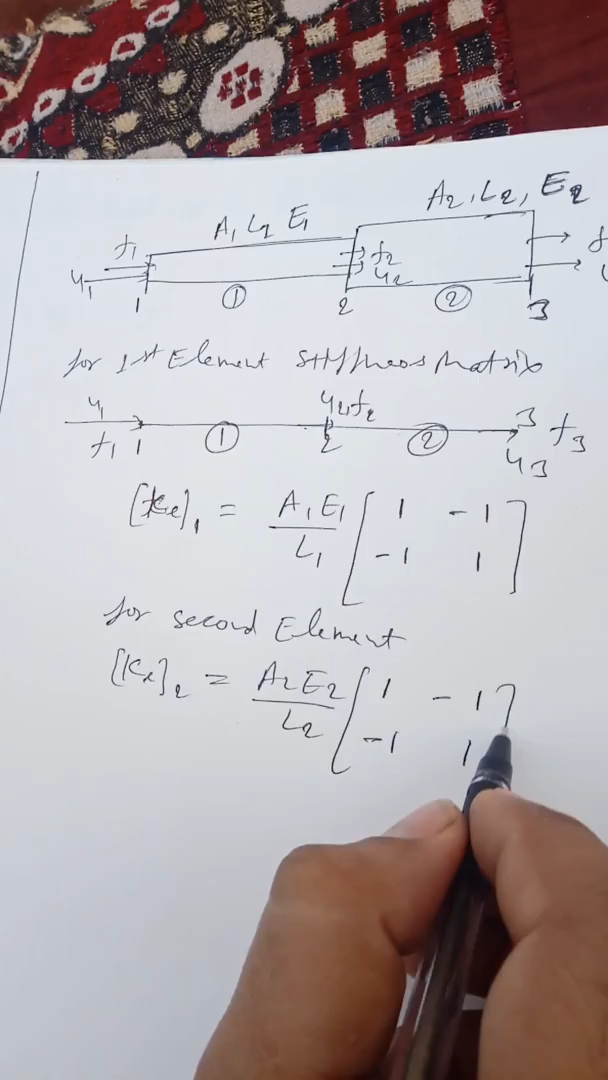 A1 L2 E1 A2, L2, E2
f1 f2 f
u1 u2 u
1 ① 2 ② 3
for 1st Element Stiffness Matrix
u1 u2, f2 3 f3
f1 1 ① 2 ② u3
[Ke]1 = A1E1/L1 [ 1 -1
-1 1 ]
for second Element
[Ke]2 = A2E2/L2 [ 1 -1
-1 1 ]